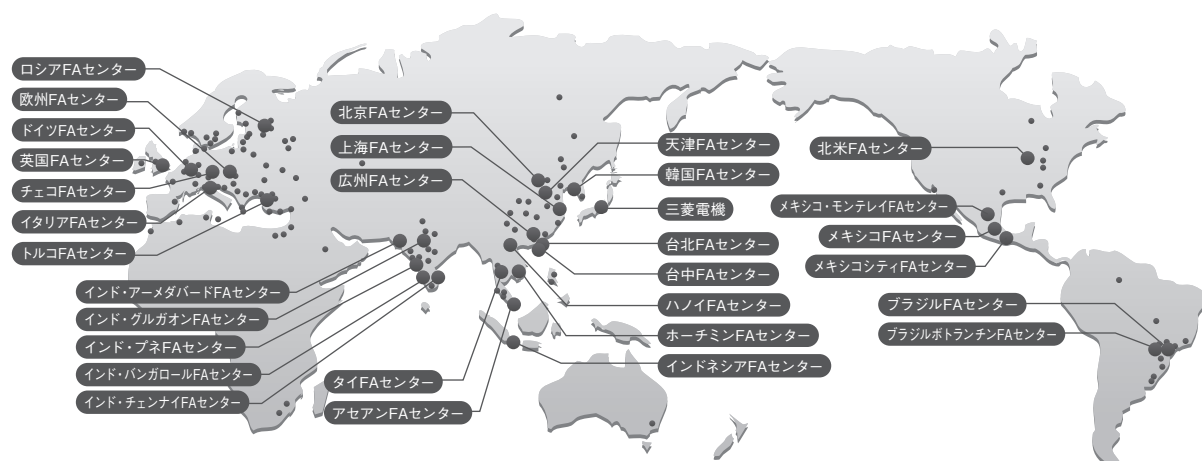 ロシアFAセンター
欧州FAセンター
ドイツFAセンター
英国FAセンター
チェコFAセンター
イタリアFAセンター
トルコFAセンター
インド・アーメダバードFAセンター
インド・グルガオンFAセンター
インド・プネFAセンター
インド・バンガロールFAセンター
インド・チェンナイFAセンター
北京FAセンター
上海FAセンター
広州FAセンター
タイFAセンター
アセアンFAセンター
天津FAセンター
韓国FAセンター
三菱電機
台北FAセンター
台中FAセンター
ハノイFAセンター
ホーチミンFAセンター
インドネシアFAセンター
北米FAセンター
メキシコ・モンテレイFAセンター
メキシコFAセンター
メキシコシティFAセンター
ブラジルFAセンター
ブラジルボトランチンFAセンター